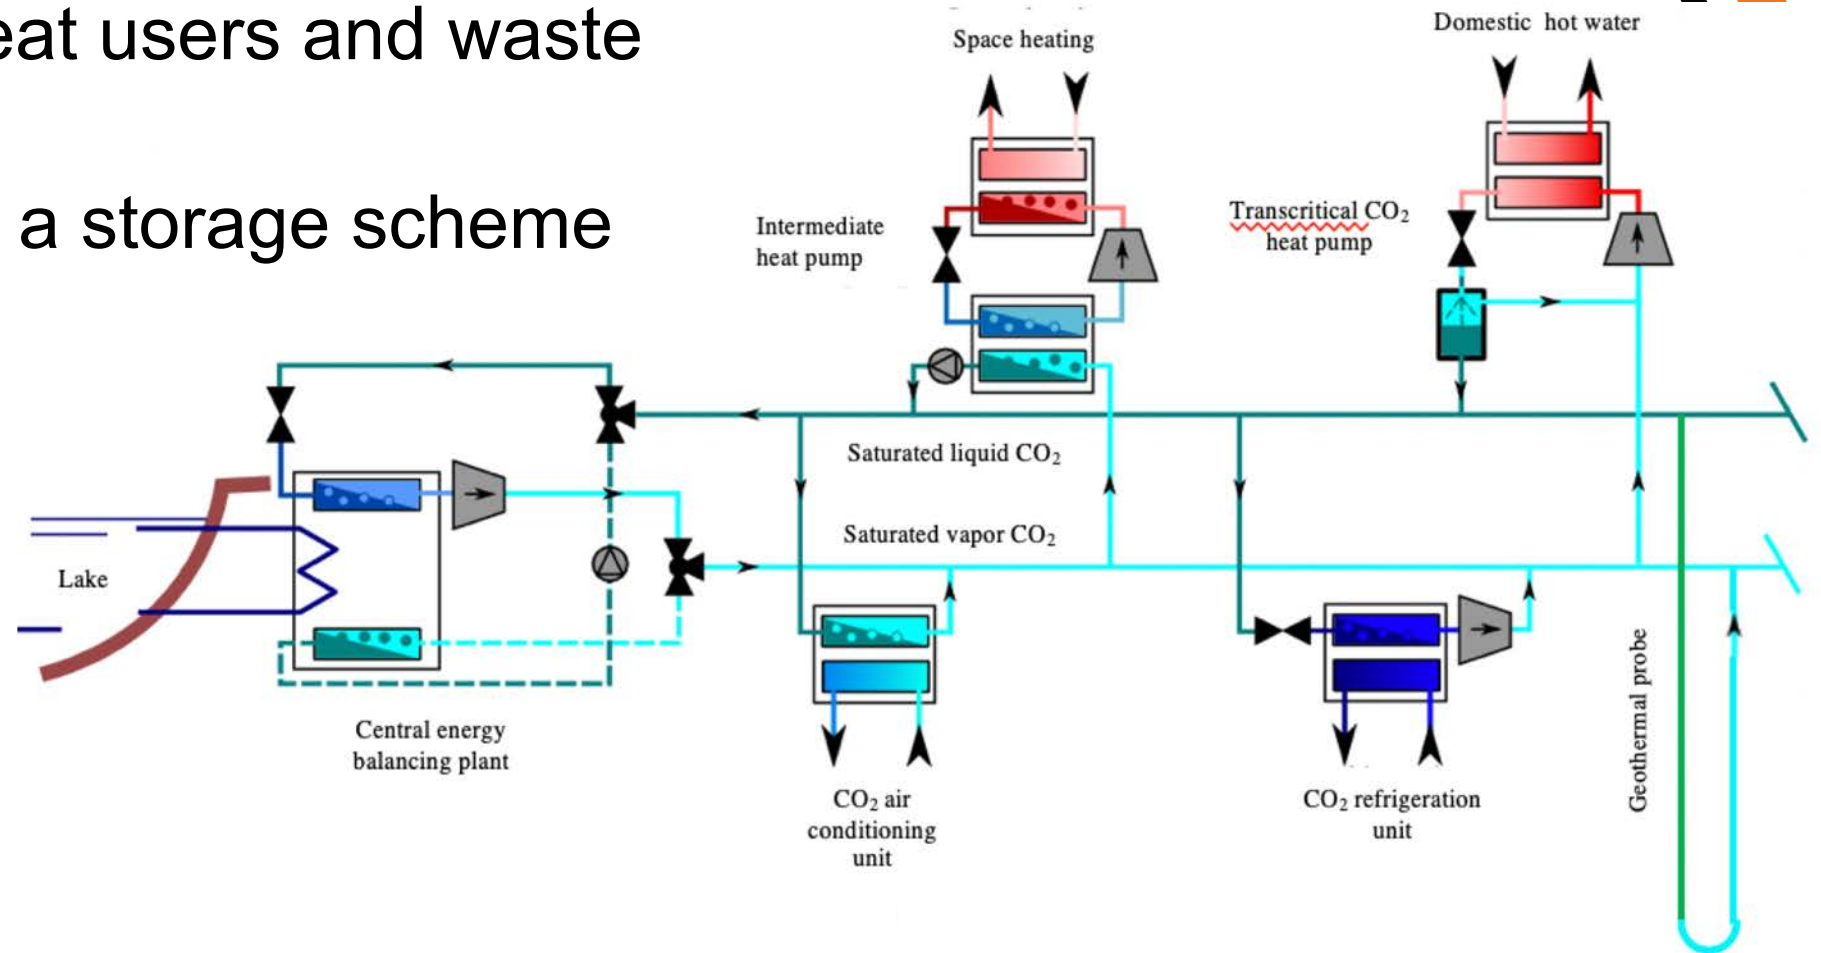 eat users and waste
a storage scheme
Space heating
Domestic hot water
Intermediate
heat pump
Transcritical CO₂
heat pump
Saturated liquid CO₂
Saturated vapor CO₂
Lake
Central energy
balancing plant
CO₂ air
conditioning
unit
CO₂ refrigeration
unit
Geothermal probe